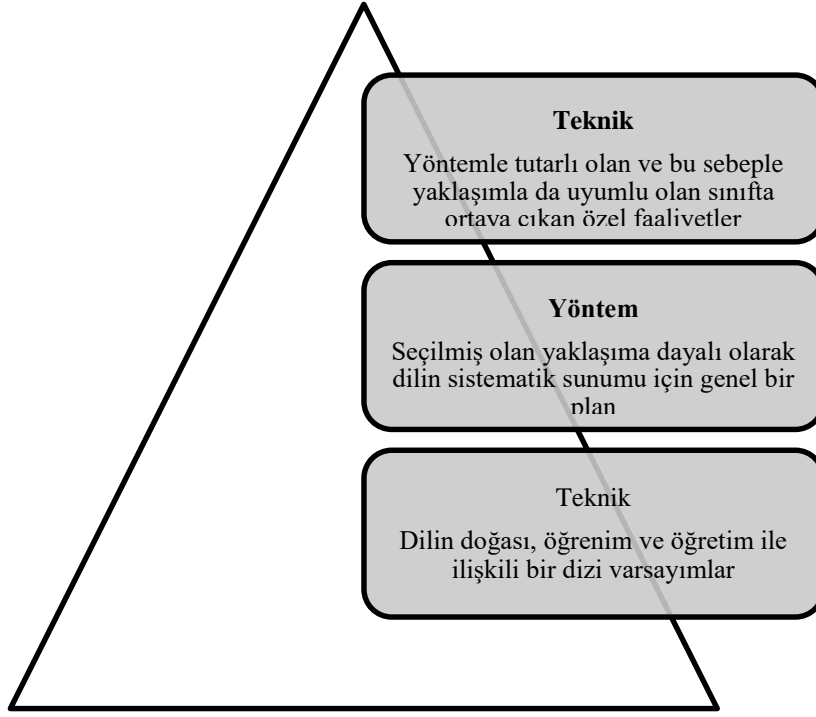 Teknik
Yöntemle tutarlı olan ve bu sebeple
yaklaşımla da uyumlu olan sınıfta
ortaya çıkan özel faaliyetler
Yöntem
Seçilmiş olan yaklaşıma dayalı olarak
dilin sistematik sunumu için genel bir
plan
Teknik
Dilin doğası, öğrenim ve öğretim ile
ilişkili bir dizi varsayımlar